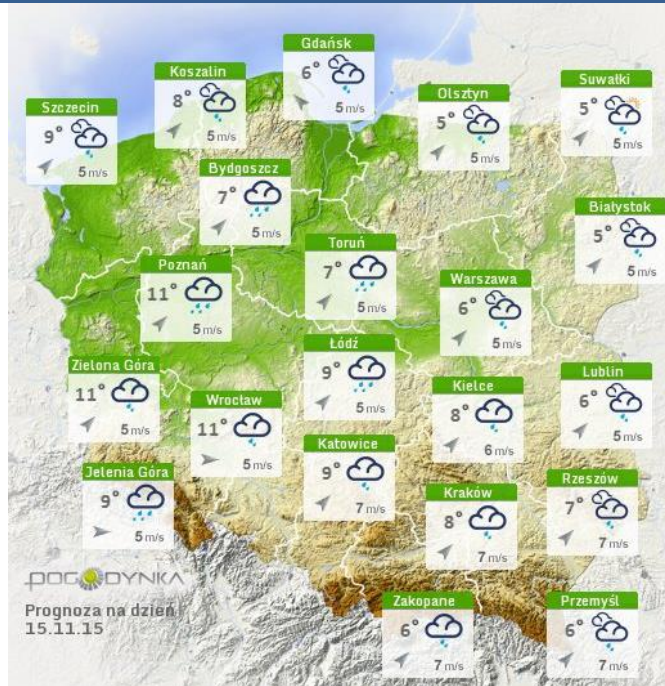 Gdańsk
6°
5 m/s
Koszalin
8°
5 m/s
Szczecin
9°
5 m/s
Olsztyn
5°
5 m/s
Suwałki
5°
5 m/s
Bydgoszcz
7°
5 m/s
Białystok
5°
5 m/s
Toruń
7°
5 m/s
Poznań
11°
5 m/s
Warszawa
6°
5 m/s
Łódź
9°
5 m/s
Zielona Góra
11°
5 m/s
Lublin
6°
5 m/s
Kielce
8°
6 m/s
Wrocław
11°
5 m/s
Katowice
9°
7 m/s
Jelenia Góra
9°
5 m/s
Rzeszów
7°
7 m/s
Kraków
8°
7 m/s
POGODYNKA
Prognoza na dzień
15.11.15
Zakopane
6°
7 m/s
Przemyśl
6°
7 m/s